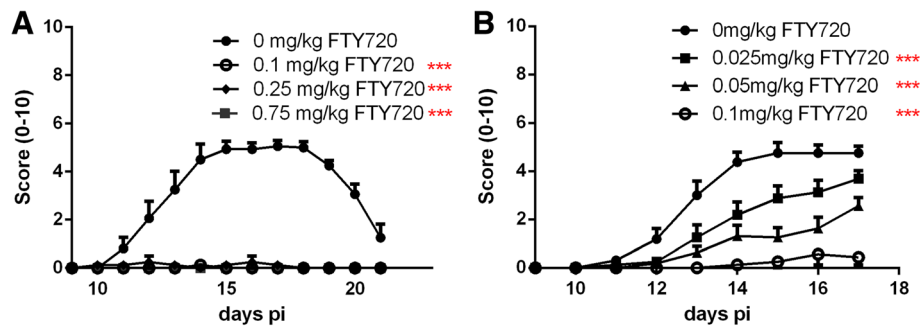 A
10
8
6
4
2
0
Score (0-10)
10
15
20
days pi
0 mg/kg FTY720
0.1 mg/kg FTY720 ***
0.25 mg/kg FTY720 ***
0.75 mg/kg FTY720 ***
B
10
8
6
4
2
0
Score (0-10)
10
12
14
16
18
days pi
0mg/kg FTY720
0.025mg/kg FTY720 ***
0.05mg/kg FTY720 ***
0.1mg/kg FTY720 ***